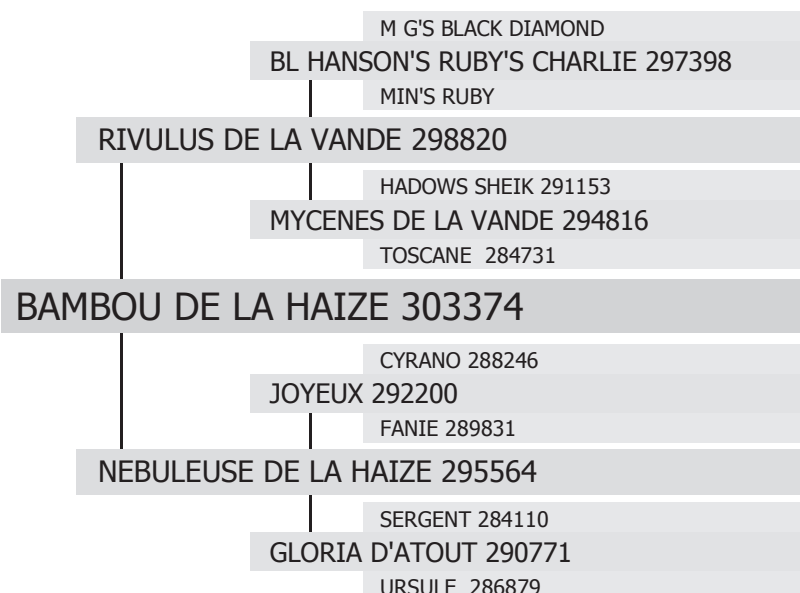 M G'S BLACK DIAMOND
BL HANSON'S RUBY'S CHARLIE 297398
MIN'S RUBY
RIVULUS DE LA VANDE 298820
HADOWS SHEIK 291153
MYCENES DE LA VANDE 294816
TOSCANE 284731
BAMBOU DE LA HAIZE 303374
CYRANO 288246
JOYEUX 292200
FANIE 289831
NEBULEUSE DE LA HAIZE 295564
SERGENT 284110
GLORIA D'ATOUT 290771
URSULE 286879